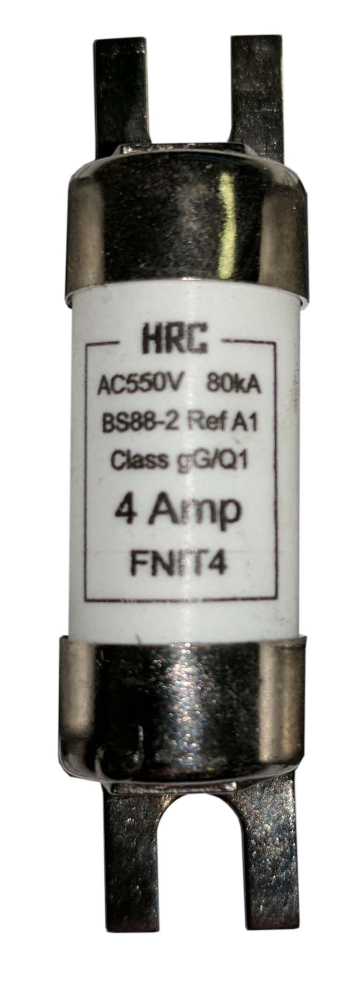 HRC
AC550V 80kA
BS88-2 Ref A1
Class gG/Q1
4 Amp
FNIT4